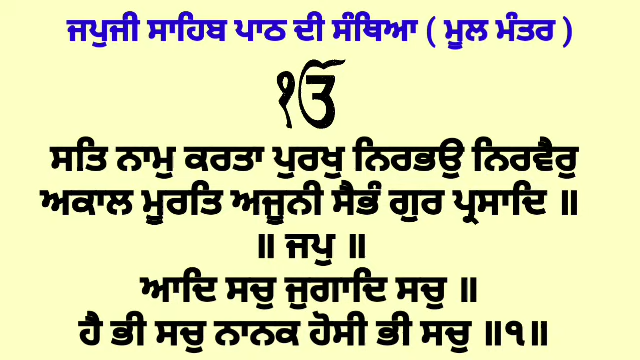 ਜਪੁਜੀ ਸਾਹਿਬ ਪਾਠ ਦੀ ਸੰਥਿਆ ( ਮੂਲ ਮੰਤਰ )
ੴ
ਸਤਿ ਨਾਮੁ ਕਰਤਾ ਪੁਰਖੁ ਨਿਰਭਉ ਨਿਰਵੈਰੁ
ਅਕਾਲ ਮੂਰਤਿ ਅਜੂਨੀ ਸੈਭੰ ਗੁਰ ਪ੍ਰਸਾਦਿ ॥
॥ ਜਪੁ ॥
ਆਦਿ ਸਚੁ ਜੁਗਾਦਿ ਸਚੁ ॥
ਹੈ ਭੀ ਸਚੁ ਨਾਨਕ ਹੋਸੀ ਭੀ ਸਚੁ ॥੧॥